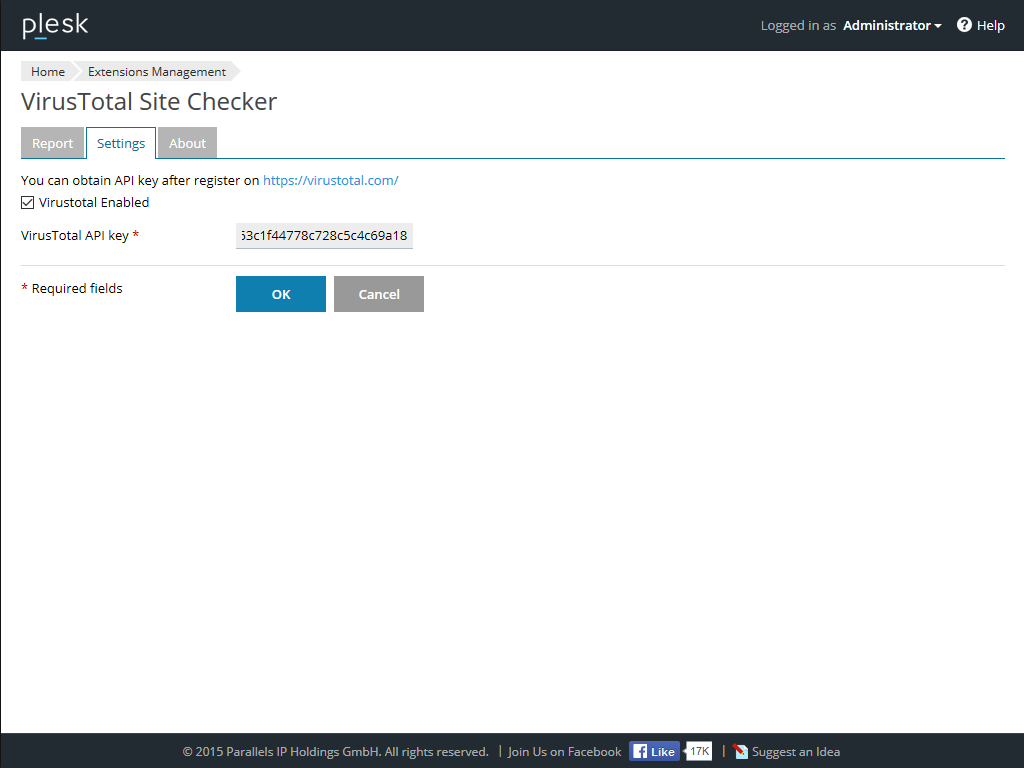 plesk
Logged in as Administrator
Help
Home
Extensions Management
VirusTotal Site Checker
Report
Settings
About
You can obtain API key after register on https://virustotal.com/
Virustotal Enabled
VirusTotal API key *
3c1f44778c728c5c4c69a18
* Required fields
OK
Cancel
© 2015 Parallels IP Holdings GmbH. All rights reserved. | Join Us on Facebook
Like
17K
| Suggest an Idea